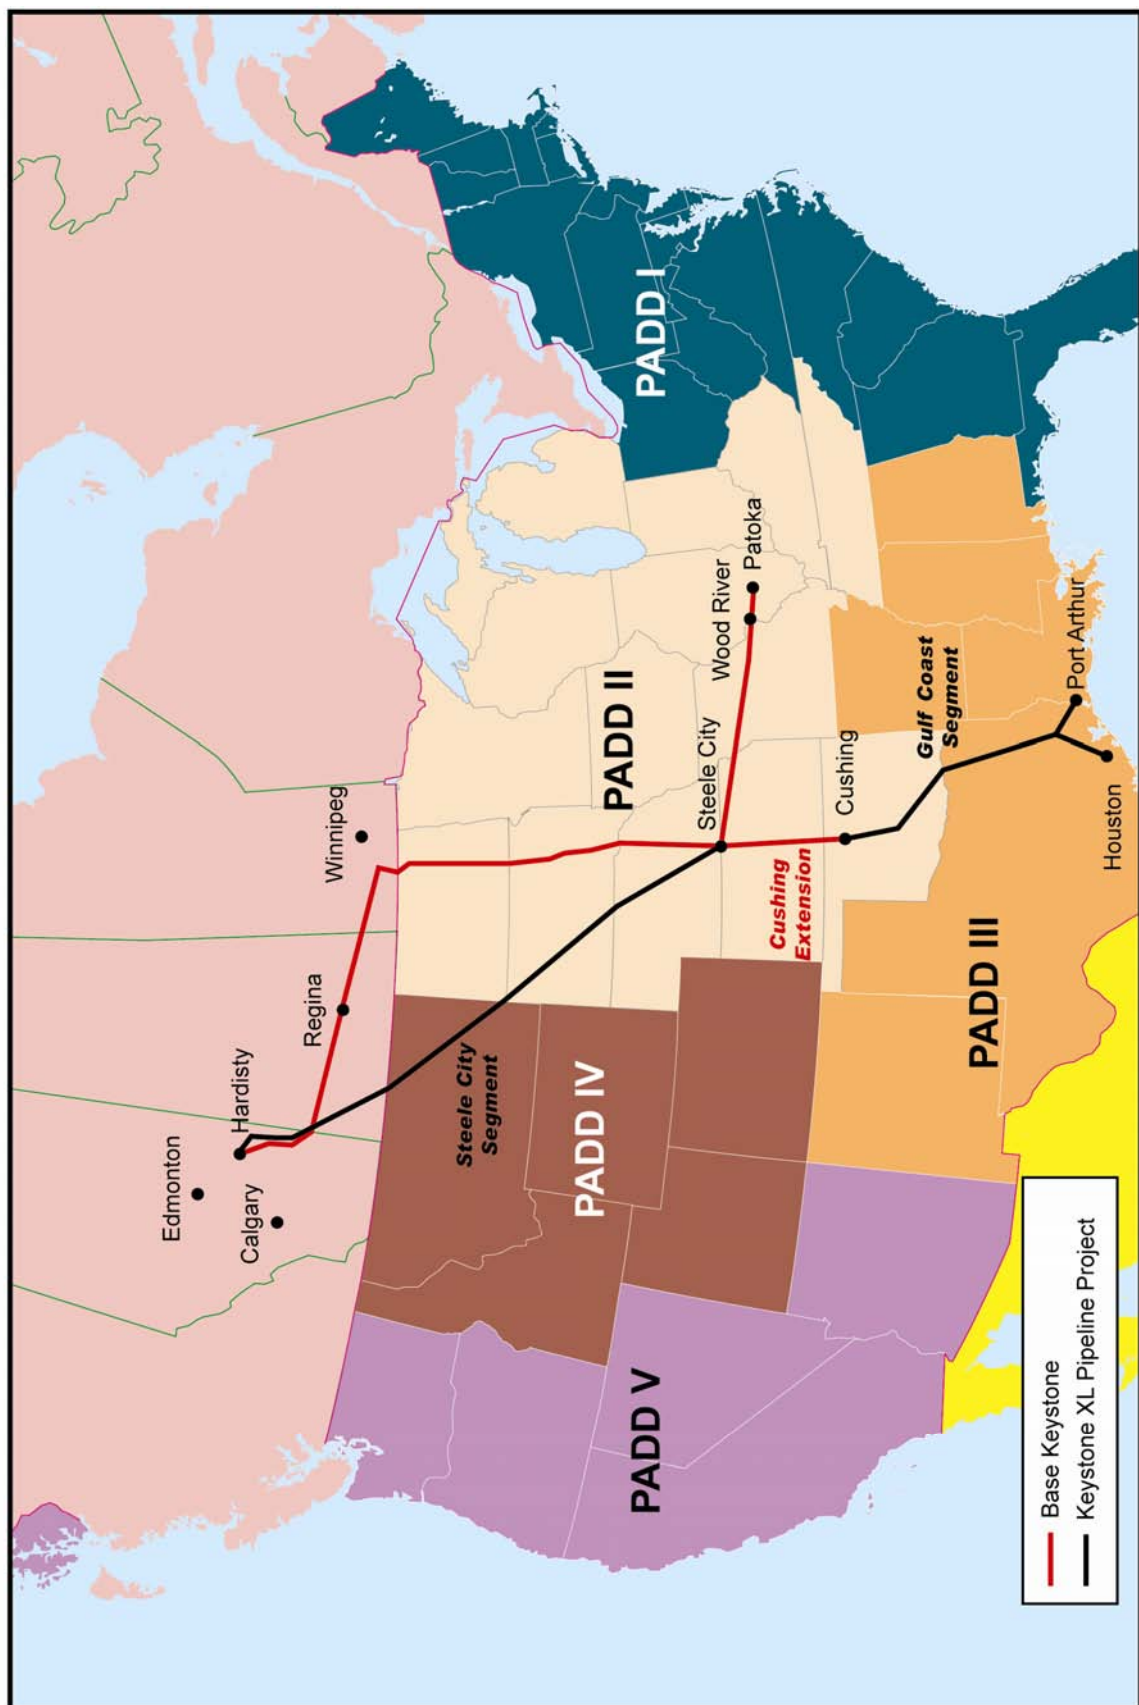 Edmonton
Hardisty
Calgary
Regina
Winnipeg
Steele City
Segment
PADD V
PADD IV
PADD II
PADD I
Steele City
Wood River
Patoka
Cushing
Extension
Cushing
Gulf Coast
Segment
PADD III
Houston
Port Arthur
Base Keystone
Keystone XL Pipeline Project